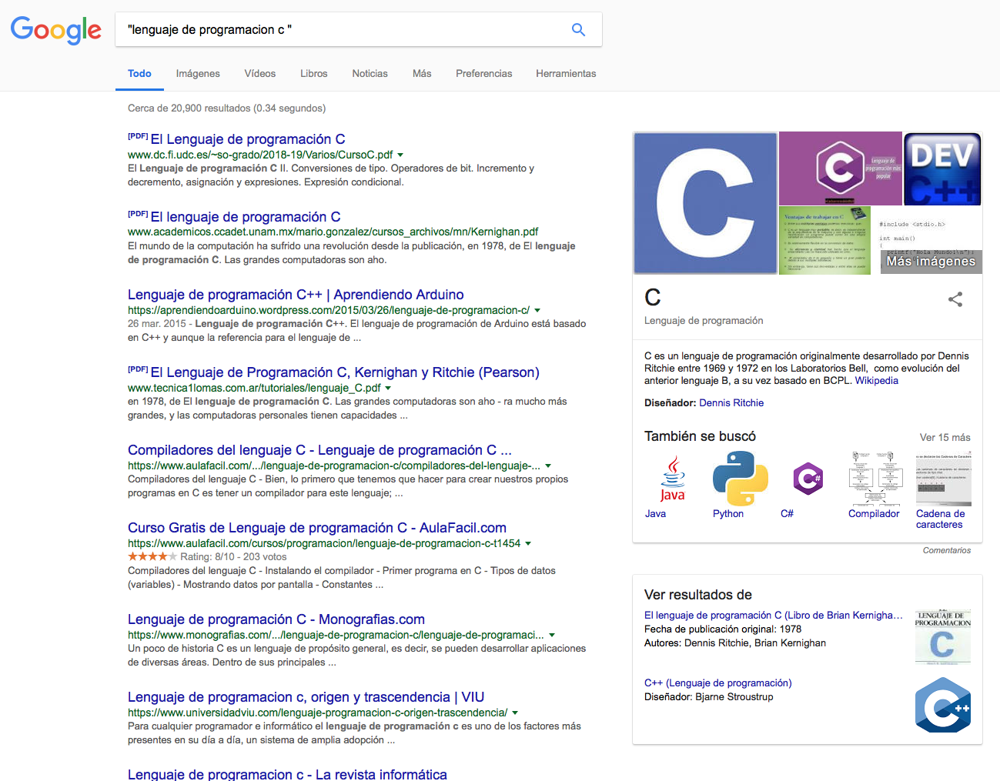 Google
"lenguaje de programacion c "
Todo Imágenes Vídeos Libros Noticias Más Preferencias Herramientas
Cerca de 20,900 resultados (0.34 segundos)
[PDF] El Lenguaje de programación C
www.dc.fi.udc.es/~so-grado/2018-19/Varios/CursoC.pdf
El Lenguaje de programación C II. Conversiones de tipo. Operadores de bit. Incremento y
decremento, asignación y expresiones. Expresión condicional.
[PDF] El lenguaje de programación C
www.academicos.ccadet.unam.mx/mario.gonzalez/cursos_archivos/mn/Kernighan.pdf
El mundo de la computación ha sufrido una revolución desde la publicación, en 1978, de El lenguaje
de programación C. Las grandes computadoras son aho.
Lenguaje de programación C++ | Aprendiendo Arduino
https://aprendiendoarduino.wordpress.com/2015/03/26/lenguaje-de-programacion-c/
26 mar. 2015 - Lenguaje de programación C++. El lenguaje de programación de Arduino está basado
en C++ y aunque la referencia para el lenguaje de ...
[PDF] El Lenguaje de Programación C, Kernighan y Ritchie (Pearson)
www.tecnica1lomas.com.ar/tutoriales/lenguaje_C.pdf
en 1978, de El lenguaje de programación C. Las grandes computadoras son aho - ra mucho más
grandes, y las computadoras personales tienen capacidades ...
Compiladores del lenguaje C - Lenguaje de programación C ...
https://www.aulafacil.com/.../lenguaje-de-programacion-c/compiladores-del-lenguaje-...
Compiladores del lenguaje C - Bien, lo primero que tenemos que hacer para crear nuestros propios
programas en C es tener un compilador para este lenguaje; ...
Curso Gratis de Lenguaje de programación C - AulaFacil.com
https://www.aulafacil.com/cursos/programacion/lenguaje-de-programacion-c-t1454
Rating: 8/10 - 203 votos
Compiladores del lenguaje C - Instalando el compilador - Primer programa en C - Tipos de datos
(variables) - Mostrando datos por pantalla - Constantes ...
Lenguaje de programación C - Monografias.com
https://www.monografias.com/.../lenguaje-de-programacion-c/lenguaje-de-programaci...
Un poco de historia C es un lenguaje de propósito general, es decir, se pueden desarrollar aplicaciones
de diversas áreas. Dentro de sus principales ...
Lenguaje de programacion c, origen y trascendencia | VIU
https://www.universidadviu.com/lenguaje-programacion-c-origen-trascendencia/
Para cualquier programador e informático el lenguaje de programación c es uno de los factores más
presentes en su día a día, un sistema de amplia adopción ...
Lenguaje de programacion c - La revista informática
C
C
Lenguaje de
programación más
popular
DEV
C++
Ventajas de trabajar en C
#include <stdio.h>
int main()
{
printf("Hola Mundo\n");
Más imágenes
C
Lenguaje de programación
C es un lenguaje de programación originalmente desarrollado por Dennis
Ritchie entre 1969 y 1972 en los Laboratorios Bell, como evolución del
anterior lenguaje B, a su vez basado en BCPL. Wikipedia
Diseñador: Dennis Ritchie
También se buscó
Ver 15 más
Java
C#
Java Python C# Compilador Cadena de
caracteres
Comentarios
Ver resultados de
El lenguaje de programación C (Libro de Brian Kernigha...
Fecha de publicación original: 1978
Autores: Dennis Ritchie, Brian Kernighan
LENGUAJE DE
PROGRAMACION
C
C++ (Lenguaje de programación)
Diseñador: Bjarne Stroustrup
C++